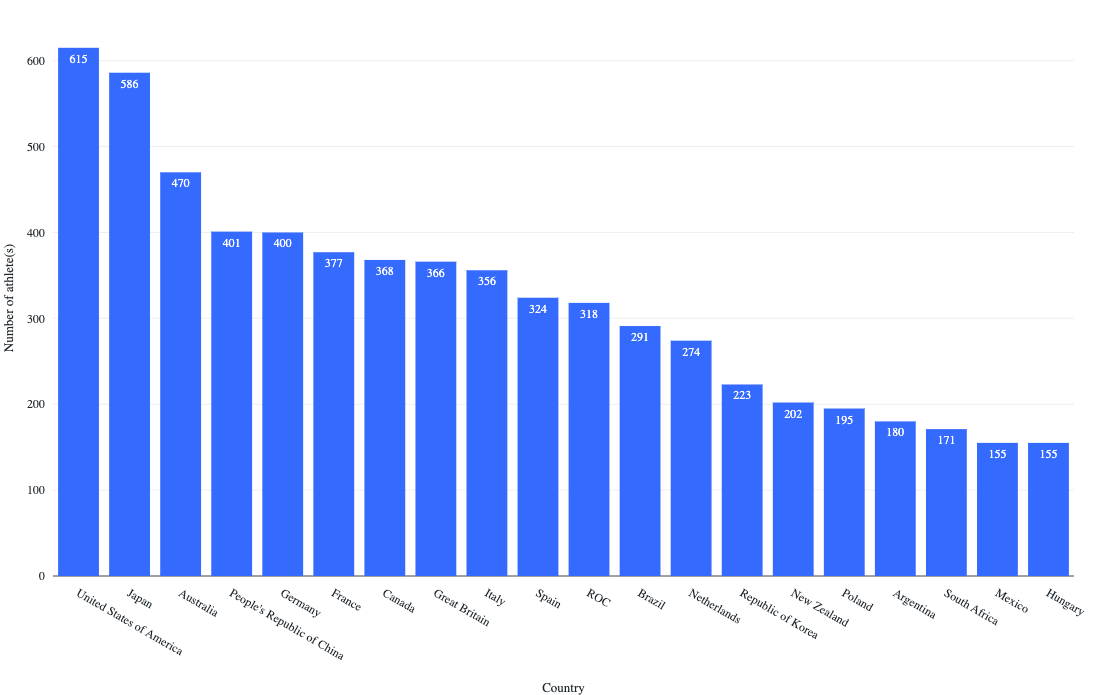 Number of athlete(s)
600
500
400
300
200
100
0
615
586
470
401
400
377
368
366
356
324
318
291
274
223
202
195
180
171
155
155
United States of America
Japan
Australia
People's Republic of China
Germany
France
Canada
Great Britain
Italy
Spain
ROC
Brazil
Netherlands
Republic of Korea
New Zealand
Poland
Argentina
South Africa
Mexico
Hungary
Country